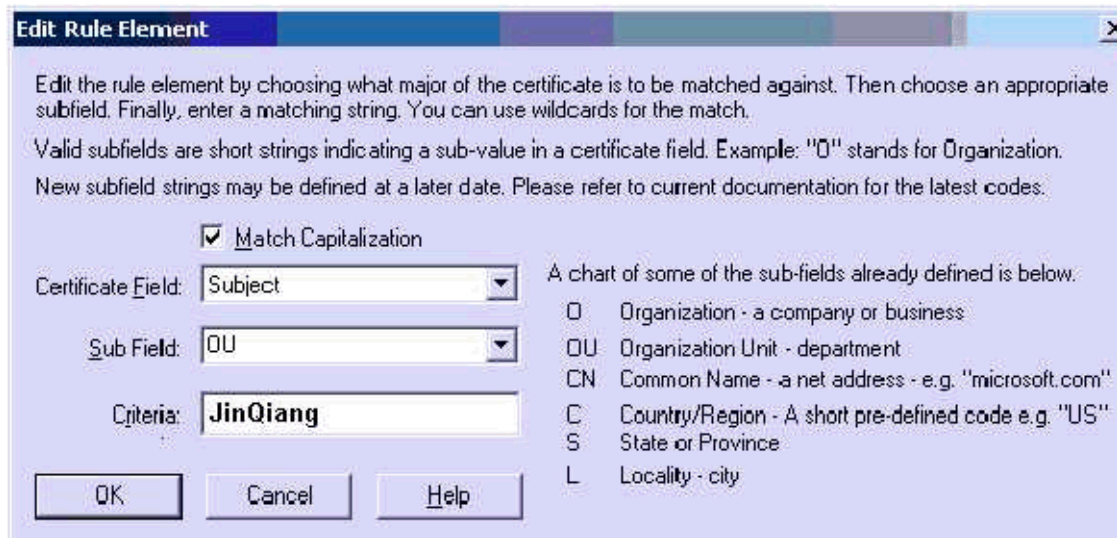 Edit Rule Element
Edit the rule element by choosing what major of the certificate is to be matched against. Then choose an appropriate
subfield. Finally, enter a matching string. You can use wildcards for the match.
Valid subfields are short strings indicating a sub-value in a certificate field. Example: "O" stands for Organization.
New subfield strings may be defined at a later date. Please refer to current documentation for the latest codes.
Match Capitalization
Certificate Field: Subject
Sub Field: OU
Criteria: JinQiang
OK Cancel Help
A chart of some of the sub-fields already defined is below.
O Organization - a company or business
OU Organization Unit - department
CN Common Name - a net address - e.g. "microsoft.com"
C Country/Region - A short pre-defined code e.g. "US"
S State or Province
L Locality - city